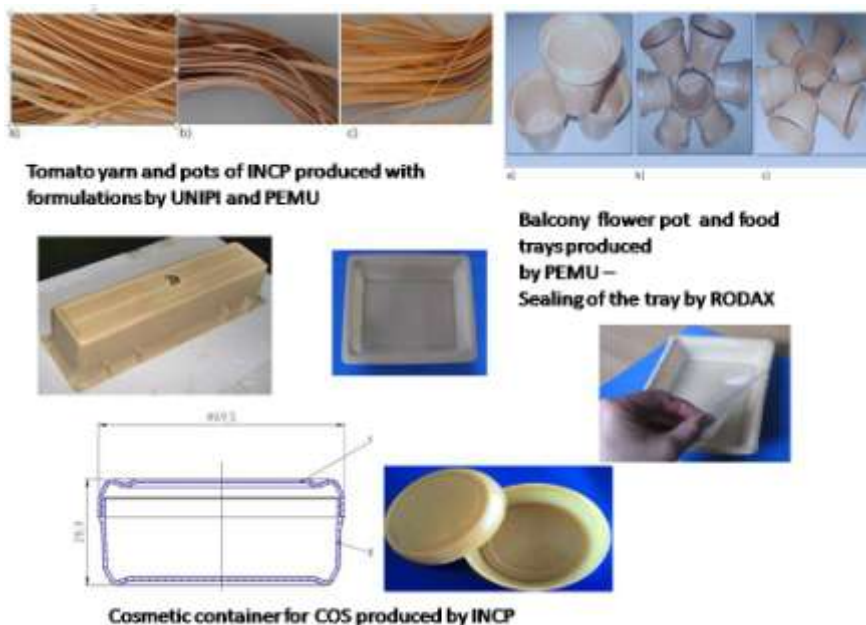 a)
b)
c)
a)
b)
c)
Tomato yarn and pots of INCP produced with
formulations by UNIPI and PEMU
Balcony flower pot and food
trays produced
by PEMU –
Sealing of the tray by RODAX
Cosmetic container for COS produced by INCP